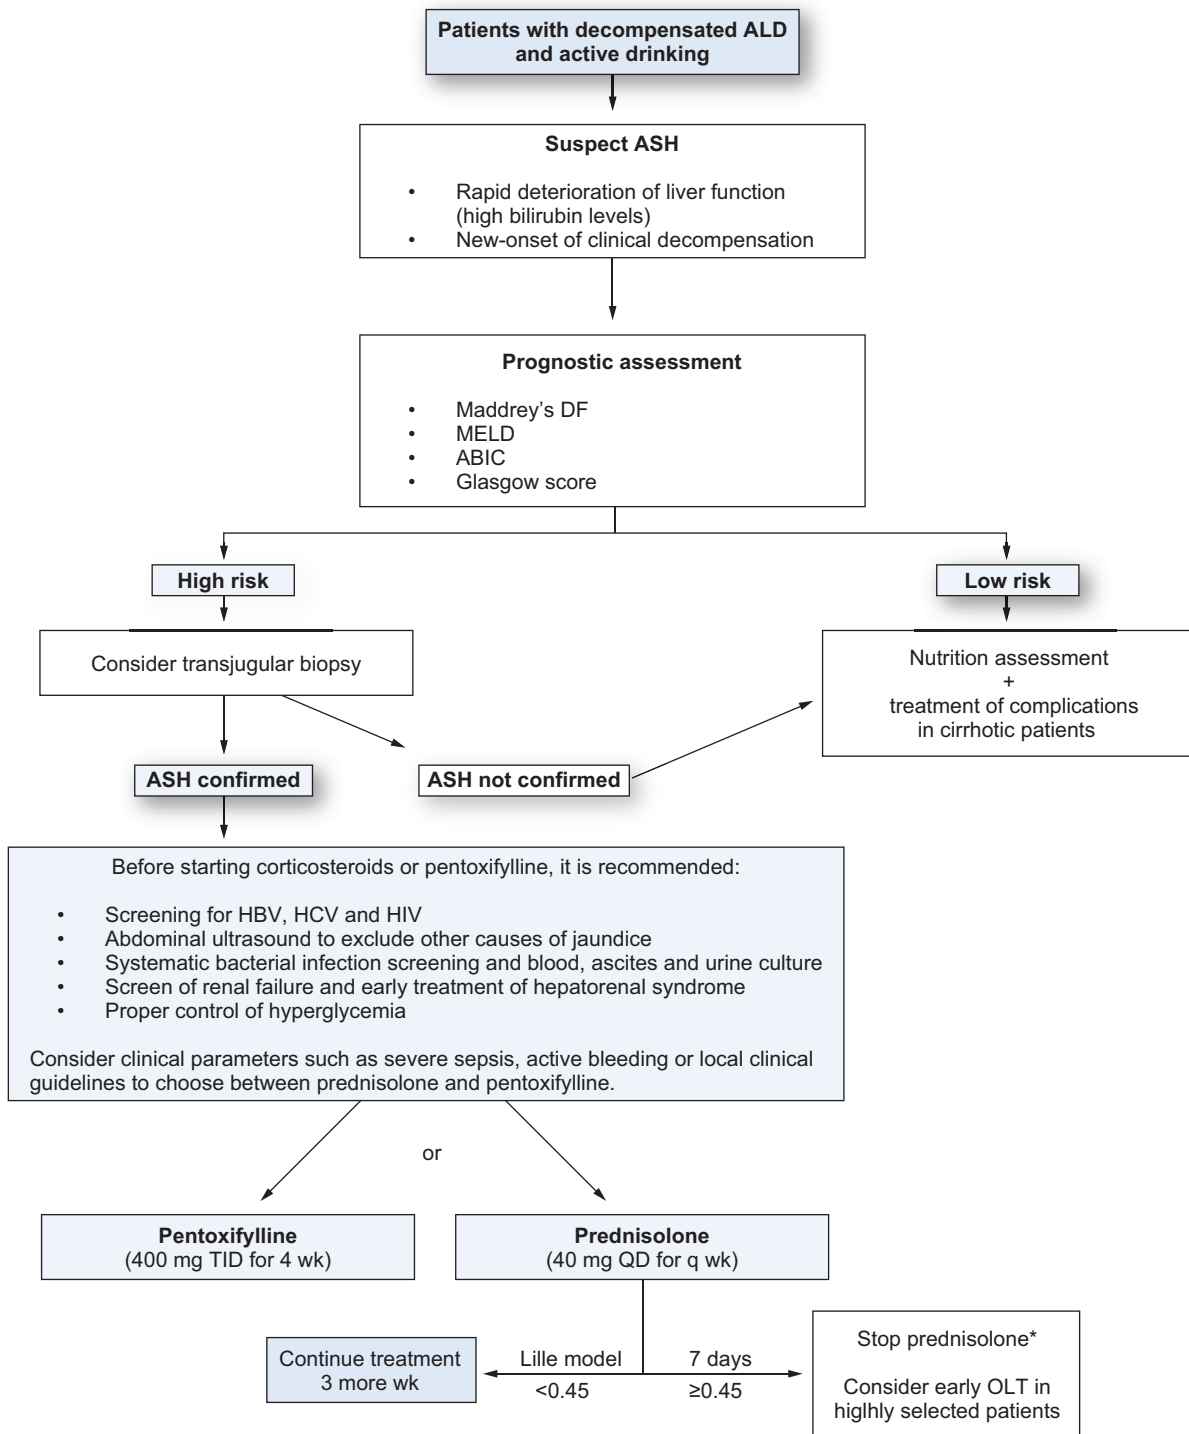 Patients with decompensated ALD
and active drinking
Suspect ASH
• Rapid deterioration of liver function
(high bilirubin levels)
• New-onset of clinical decompensation
Prognostic assessment
• Maddrey's DF
• MELD
• ABIC
• Glasgow score
High risk
Low risk
Consider transjugular biopsy
Nutrition assessment
+
treatment of complications
in cirrhotic patients
ASH confirmed
ASH not confirmed
Before starting corticosteroids or pentoxifylline, it is recommended:
• Screening for HBV, HCV and HIV
• Abdominal ultrasound to exclude other causes of jaundice
• Systematic bacterial infection screening and blood, ascites and urine culture
• Screen of renal failure and early treatment of hepatorenal syndrome
• Proper control of hyperglycemia
Consider clinical parameters such as severe sepsis, active bleeding or local clinical
guidelines to choose between prednisolone and pentoxifylline.
or
Pentoxifylline
(400 mg TID for 4 wk)
Prednisolone
(40 mg QD for q wk)
Continue treatment
3 more wk
Lille model
<0.45
7 days
≥0.45
Stop prednisolone*
Consider early OLT in
higlhly selected patients